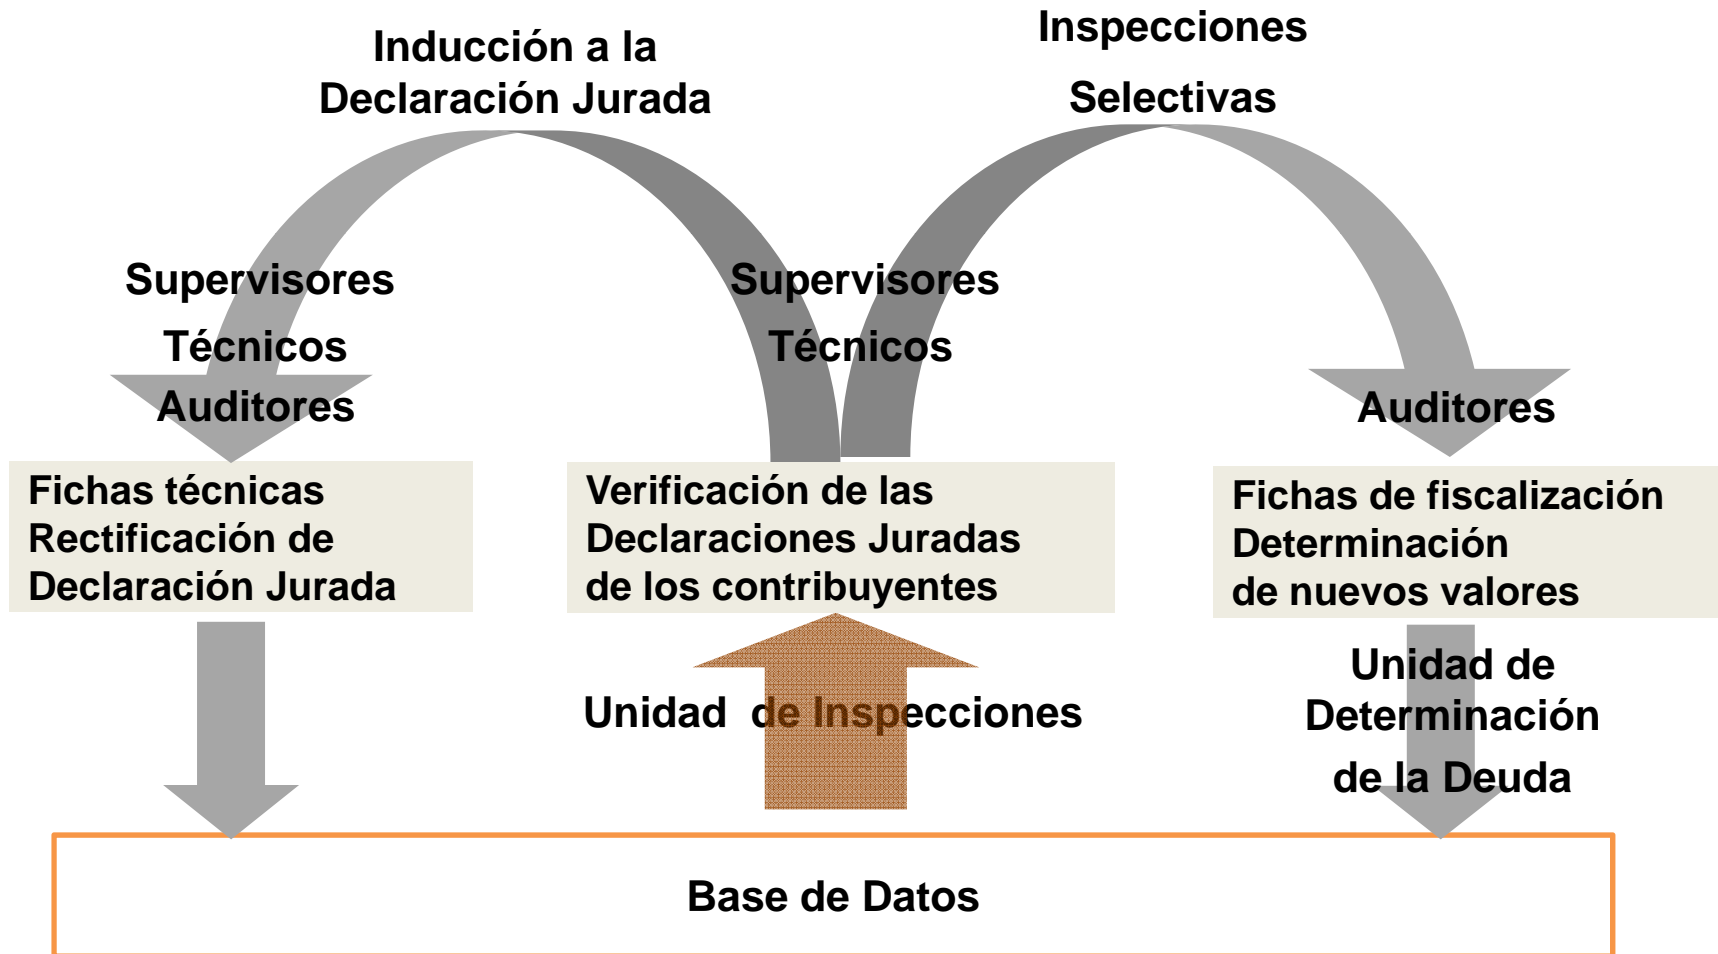 Inducción a la
Declaración Jurada
Inspecciones
Selectivas
Supervisores
Técnicos
Auditores
Supervisores
Técnicos
Auditores
Fichas técnicas
Rectificación de
Declaración Jurada
Verificación de las
Declaraciones Juradas
de los contribuyentes
Fichas de fiscalización
Determinación
de nuevos valores
Unidad de Inspecciones
Unidad de
Determinación
de la Deuda
Base de Datos